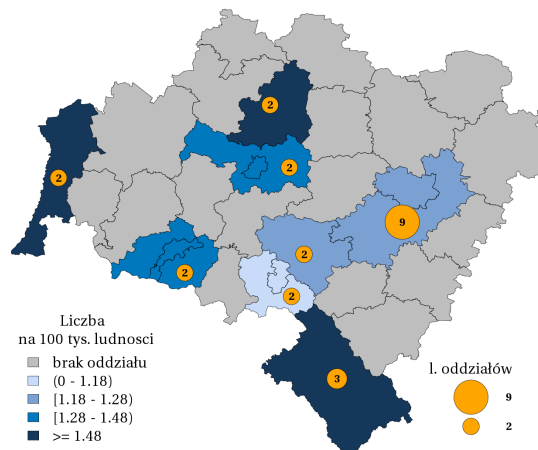 2
2
2
9
2
2
2
3
Liczba
na 100 tys. ludnosci
brak oddziału
(0 - 1.18)
[1.18 - 1.28)
[1.28 - 1.48)
>= 1.48
l. oddziałów
9
2